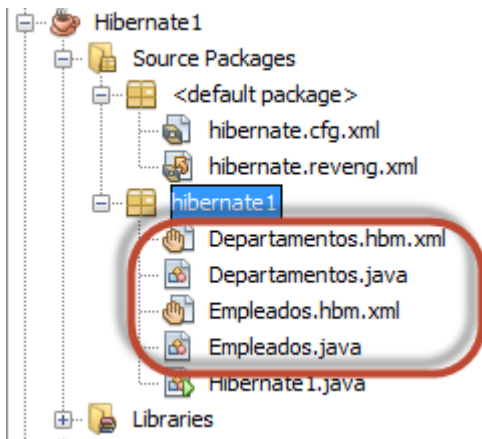 Hibernate1
Source Packages
<default package>
hibernate.cfg.xml
hibernate.reveng.xml
hibernate1
Departamentos.hbm.xml
Departamentos.java
Empleados.hbm.xml
Empleados.java
Hibernate1.java
Libraries